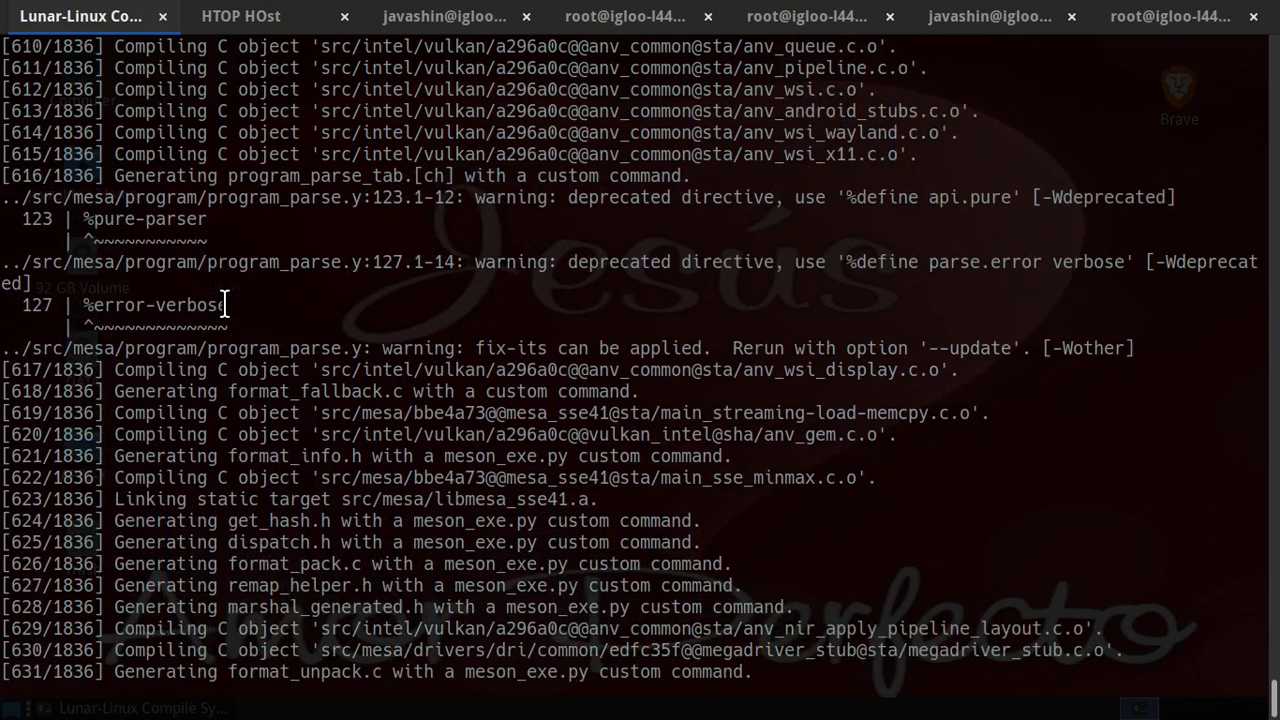 Lunar-Linux Co... × HTOP HOst × javashin@igloo... × root@igloo-l44... × root@igloo-l44... × javashin@igloo... × root@igloo-l44... ×
[610/1836] Compiling C object 'src/intel/vulkan/a296a0c@@anv_common@sta/anv_queue.c.o'.
[611/1836] Compiling C object 'src/intel/vulkan/a296a0c@@anv_common@sta/anv_pipeline.c.o'.
[612/1836] Compiling C object 'src/intel/vulkan/a296a0c@@anv_common@sta/anv_wsi.c.o'.
[613/1836] Compiling C object 'src/intel/vulkan/a296a0c@@anv_common@sta/anv_android_stubs.c.o'.
[614/1836] Compiling C object 'src/intel/vulkan/a296a0c@@anv_common@sta/anv_wsi_wayland.c.o'.
[615/1836] Compiling C object 'src/intel/vulkan/a296a0c@@anv_common@sta/anv_wsi_x11.c.o'.
[616/1836] Generating program_parse_tab.[ch] with a custom command.
../src/mesa/program/program_parse.y:123.1-12: warning: deprecated directive, use '%define api.pure' [-Wdeprecated]
  123 | %pure-parser
      | ^~~~~~~~~~~~
../src/mesa/program/program_parse.y:127.1-14: warning: deprecated directive, use '%define parse.error verbose' [-Wdeprecat
ed]
92 GB Volume
  127 | %error-verbose
      | ^~~~~~~~~~~~~~
../src/mesa/program/program_parse.y: warning: fix-its can be applied.  Rerun with option '--update'. [-Wother]
[617/1836] Compiling C object 'src/intel/vulkan/a296a0c@@anv_common@sta/anv_wsi_display.c.o'.
[618/1836] Generating format_fallback.c with a custom command.
[619/1836] Compiling C object 'src/mesa/bbe4a73@@mesa_sse41@sta/main_streaming-load-memcpy.c.o'.
[620/1836] Compiling C object 'src/intel/vulkan/a296a0c@@vulkan_intel@sha/anv_gem.c.o'.
[621/1836] Generating format_info.h with a meson_exe.py custom command.
[622/1836] Compiling C object 'src/mesa/bbe4a73@@mesa_sse41@sta/main_sse_minmax.c.o'.
[623/1836] Linking static target src/mesa/libmesa_sse41.a.
[624/1836] Generating get_hash.h with a meson_exe.py custom command.
[625/1836] Generating dispatch.h with a meson_exe.py custom command.
[626/1836] Generating format_pack.c with a meson_exe.py custom command.
[627/1836] Generating remap_helper.h with a meson_exe.py custom command.
[628/1836] Generating marshal_generated.h with a meson_exe.py custom command.
[629/1836] Compiling C object 'src/intel/vulkan/a296a0c@@anv_common@sta/anv_nir_apply_pipeline_layout.c.o'.
[630/1836] Compiling C object 'src/mesa/drivers/dri/common/edfc35f@@megadriver_stub@sta/megadriver_stub.c.o'.
[631/1836] Generating format_unpack.c with a meson_exe.py custom command.
Brave
Jesús
Amor Perfecto
Lunar-Linux Compile Sy...